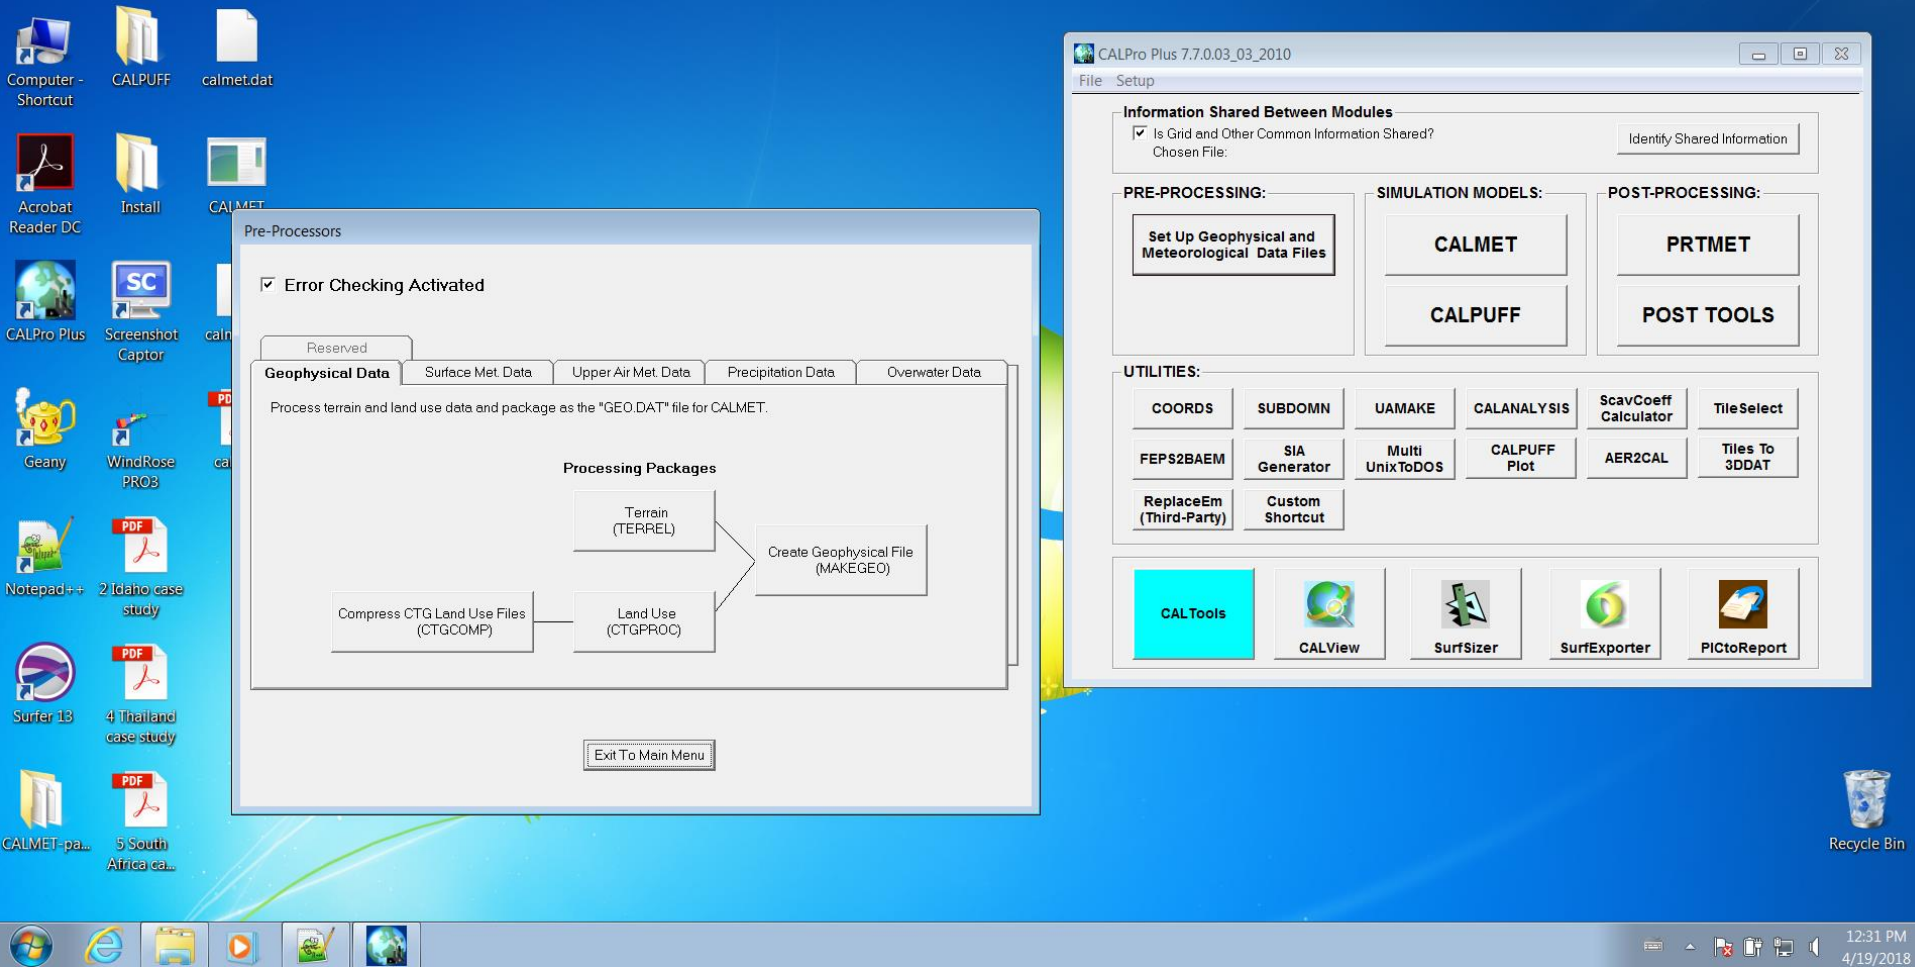 Computer -
Shortcut
CALPUFF
calmet.dat
Acrobat
Reader DC
Install
CALMET
CALPro Plus
SC
Screenshot
Captor
Geany
WindRose
PRO3
Notepad++
PDF
2 Idaho case
study
Surfer 13
PDF
4 Thailand
case study
CALMET-pa...
PDF
5 South
Africa ca...
Pre-Processors
Error Checking Activated
Reserved
Geophysical Data
Surface Met. Data
Upper Air Met. Data
Precipitation Data
Overwater Data
Process terrain and land use data and package as the "GEO.DAT" file for CALMET.
Processing Packages
Terrain
(TERREL)
Create Geophysical File
(MAKEGEO)
Compress CTG Land Use Files
(CTGCOMP)
Land Use
(CTGPROC)
Exit To Main Menu
CALPro Plus 7.7.0.03_03_2010
File Setup
Information Shared Between Modules
Is Grid and Other Common Information Shared?
Chosen File:
Identify Shared Information
PRE-PROCESSING:
SIMULATION MODELS:
POST-PROCESSING:
Set Up Geophysical and
Meteorological Data Files
CALMET
PRTMET
CALPUFF
POST TOOLS
UTILITIES:
COORDS
SUBDOMN
UAMAKE
CALANALYSIS
ScavCoeff
Calculator
TileSelect
FEPS2BAEM
SIA
Generator
Multi
UnixToDOS
CALPUFF
Plot
AER2CAL
Tiles To
3DDAT
ReplaceEm
(Third-Party)
Custom
Shortcut
CALTools
CALView
SurfSizer
SurfExporter
PICtoReport
Recycle Bin
12:31 PM
4/19/2018